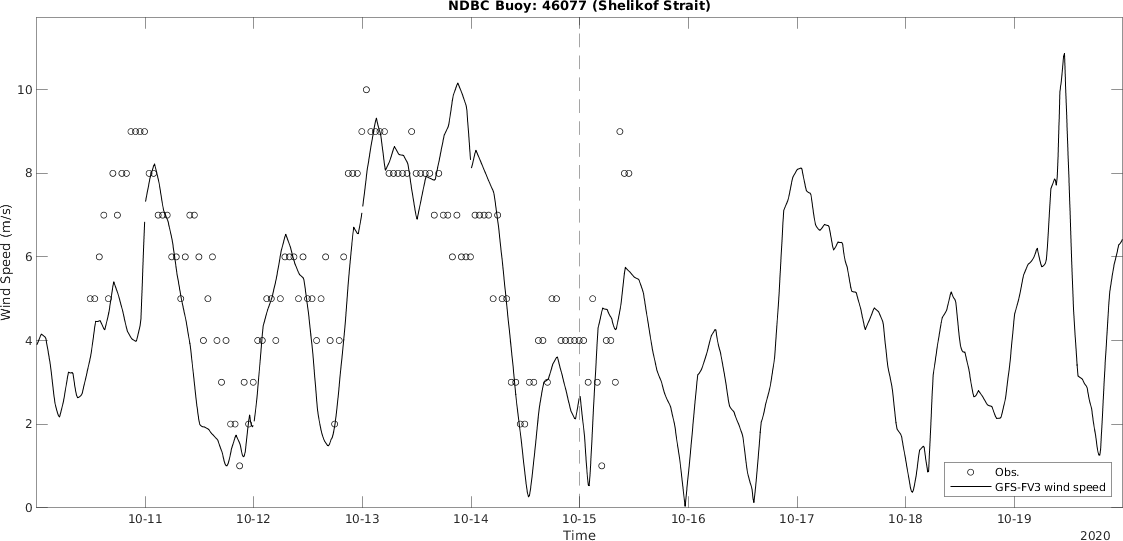 NDBC Buoy: 46077 (Shelikof Strait)
Wind Speed (m/s)
10
8
6
4
2
0
10-11 10-12 10-13 10-14 10-15 10-16 10-17 10-18 10-19
Time
2020
Obs.
GFS-FV3 wind speed